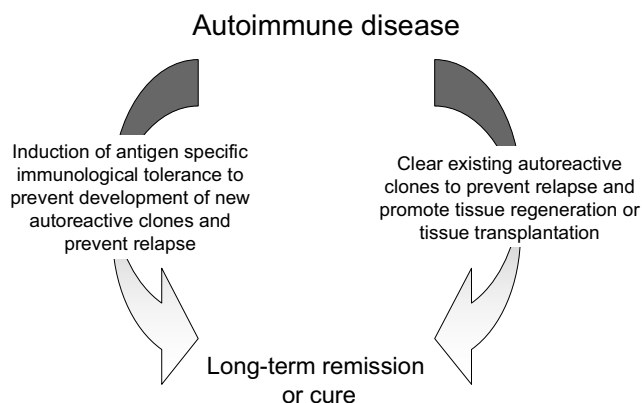 Autoimmune disease
Induction of antigen specific
immunological tolerance to
prevent development of new
autoreactive clones and
prevent relapse
Clear existing autoreactive
clones to prevent relapse and
promote tissue regeneration or
tissue transplantation
Long-term remission
or cure